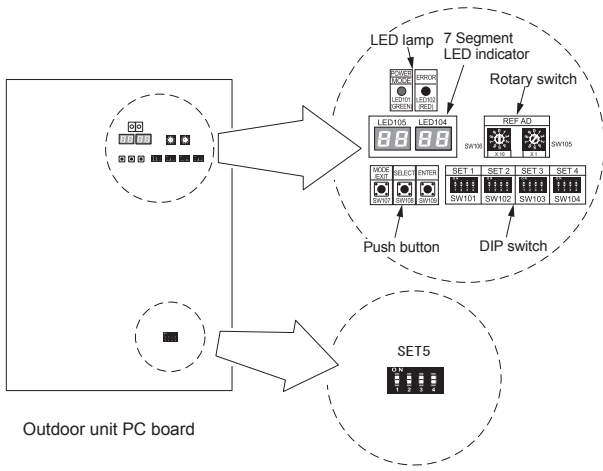 LED lamp
7 Segment
LED indicator
Rotary switch
POWER
MODE
ERROR
LED101
(GREEN)
LED102
(RED)
LED105 LED104
REF AD
SW106
X 10
X 1
SW105
MODE
/EXIT
SELECT
ENTER
SW107 SW108 SW109
SET 1 SET 2 SET 3 SET 4
SW101 SW102 SW103 SW104
Push button
DIP switch
SET5
ON
1 2 3 4
Outdoor unit PC board